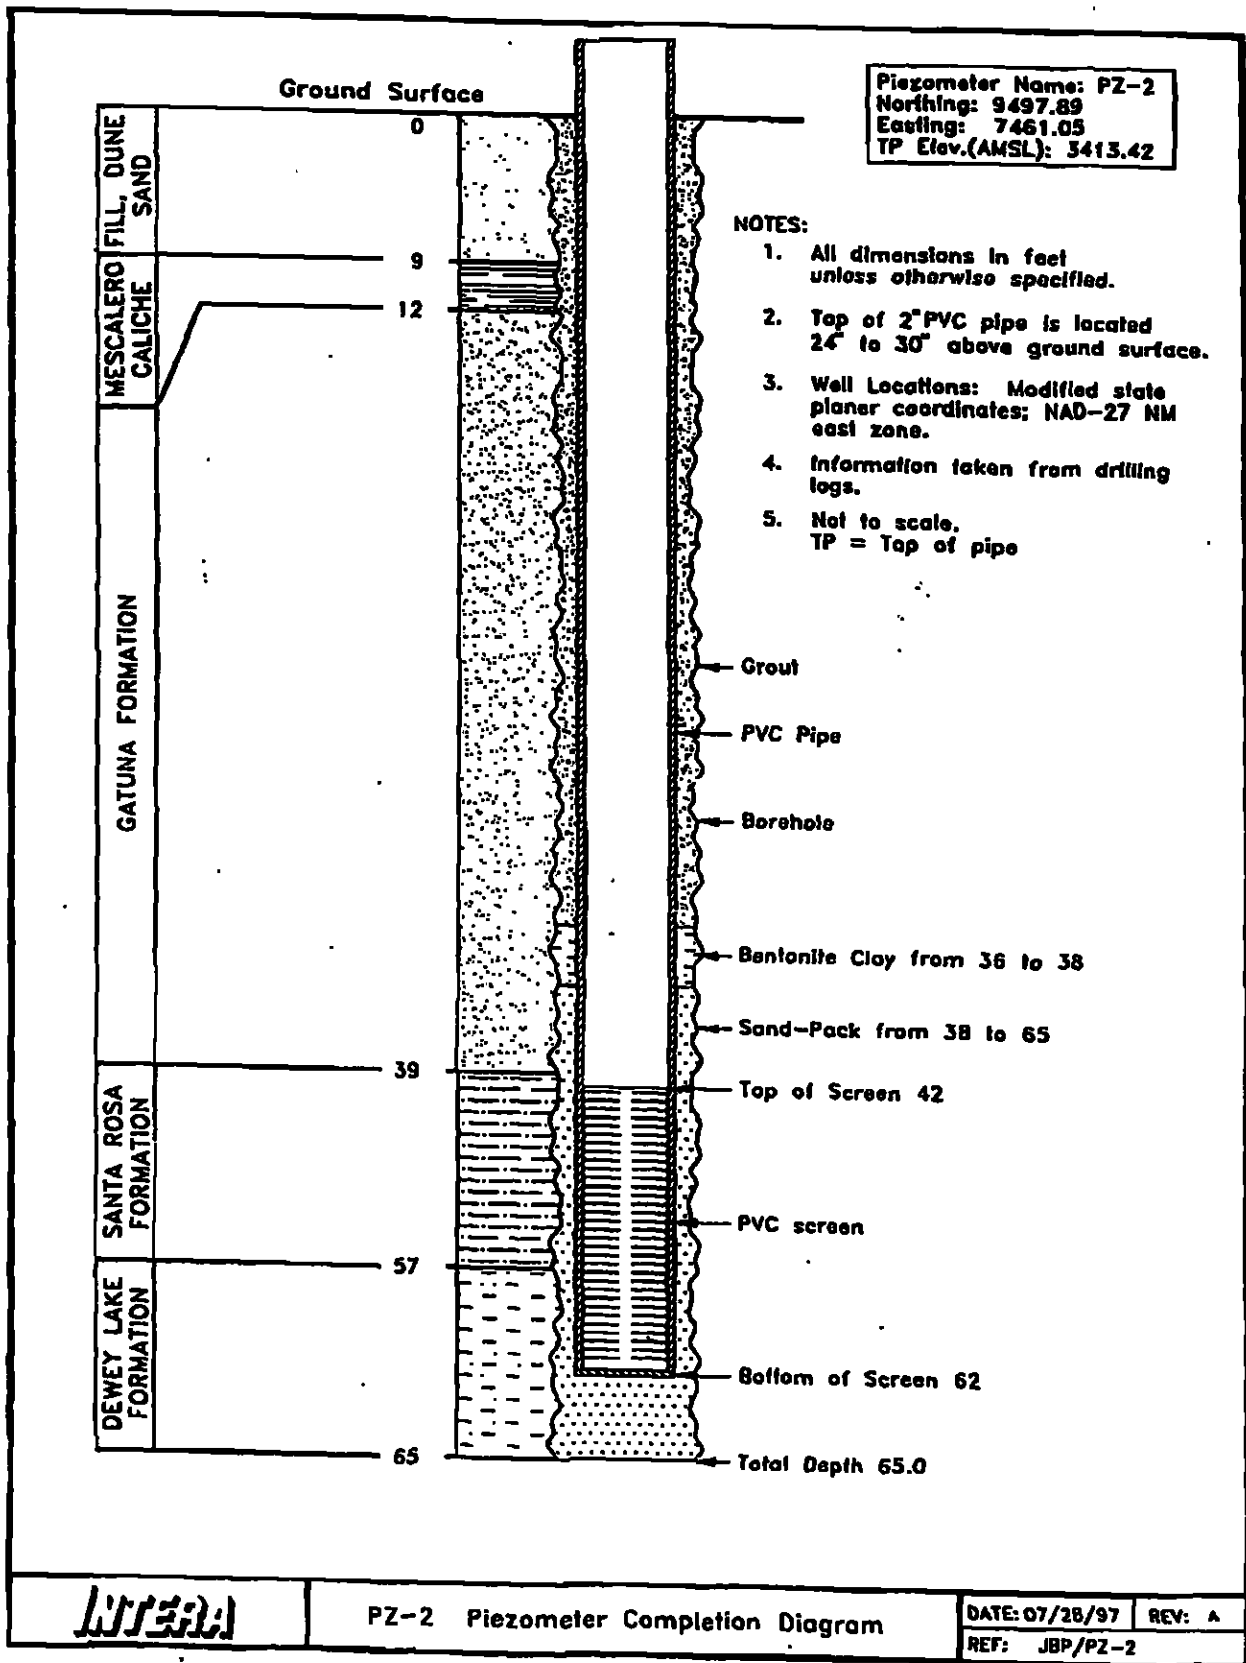 Piezometer Name: PZ-2
Northing: 9497.89
Easting: 7461.05
TP Elev.(AMSL): 3413.42
Ground Surface
0
9
12
39
57
65
FILL, DUNE
SAND
MESCALERO
CALICHE
GATUNA FORMATION
SANTA ROSA
FORMATION
DEWEY LAKE
FORMATION
NOTES:
1. All dimensions in feet
unless otherwise specified.
2. Top of 2" PVC pipe is located
24" to 30" above ground surface.
3. Well Locations: Modified state
planer coordinates; NAD-27 NM
east zone.
4. Information taken from drilling
logs.
5. Not to scale.
TP = Top of pipe
Grout
PVC Pipe
Borehole
Bentonite Clay from 36 to 38
Sand-Pack from 38 to 65
Top of Screen 42
PVC screen
Bottom of Screen 62
Total Depth 65.0
INTERA
PZ-2 Piezometer Completion Diagram
DATE: 07/28/97
REV: A
REF: JBP/PZ-2